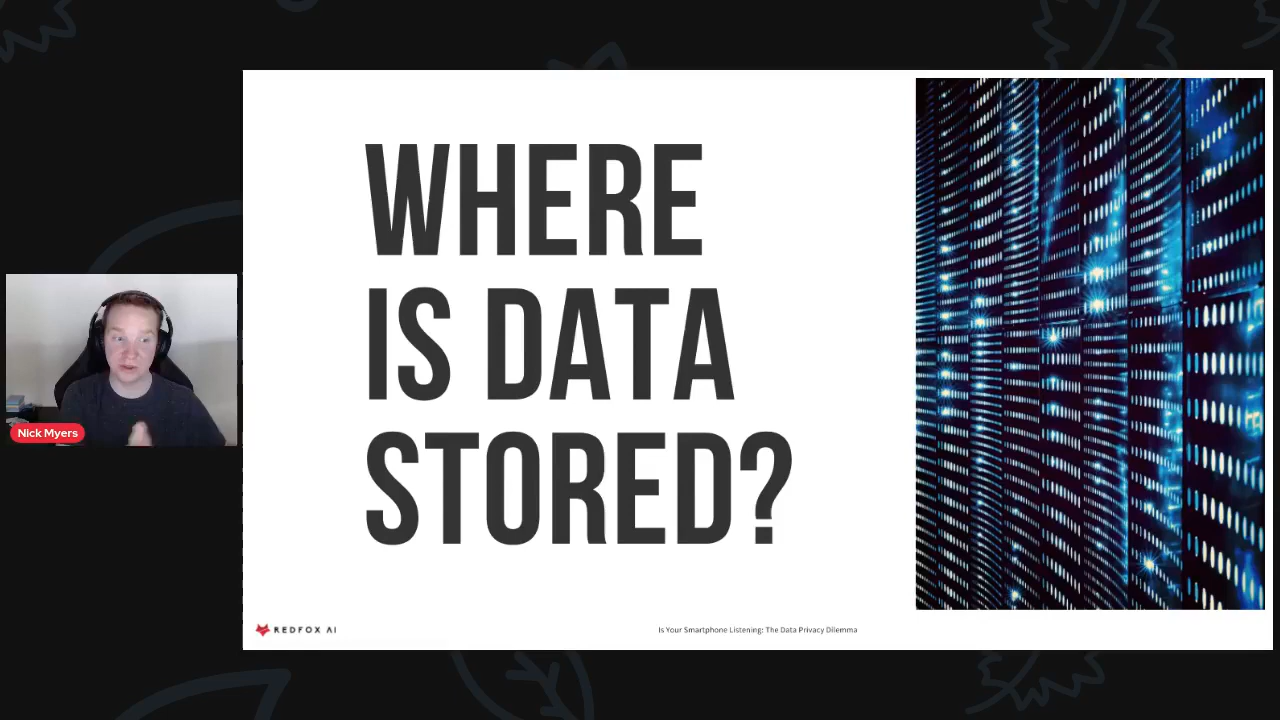 WHERE
IS DATA
STORED?
Nick Myers
REDFOX AI
Is Your Smartphone Listening: The Data Privacy Dilemma